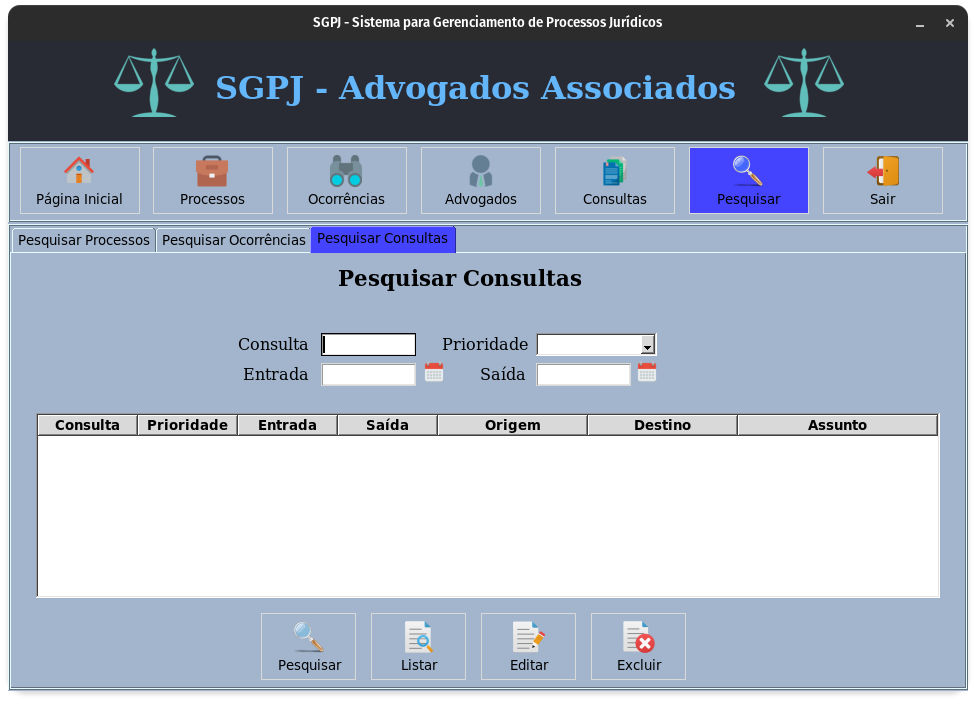 SGPJ - Sistema para Gerenciamento de Processos Jurídicos
SGPJ - Advogados Associados
Página Inicial Processos Ocorrências Advogados Consultas Pesquisar Sair
Pesquisar Processos Pesquisar Ocorrências Pesquisar Consultas
Pesquisar Consultas
Consulta Prioridade
Entrada Saída
Consulta Prioridade Entrada Saída Origem Destino Assunto
Pesquisar Listar Editar Excluir